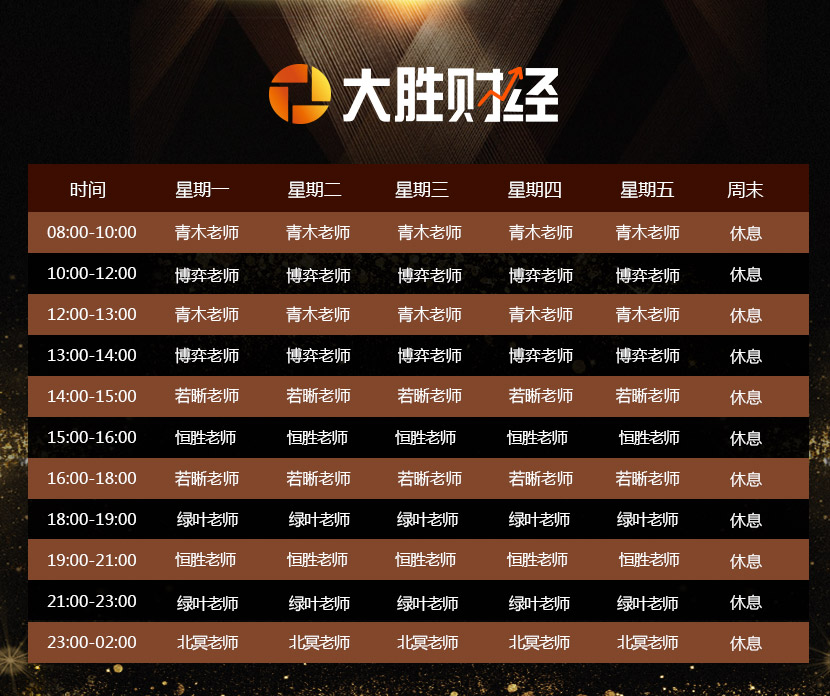 大胜财经
时间 星期一 星期二 星期三 星期四 星期五 周末
08:00-10:00 青木老师 青木老师 青木老师 青木老师 青木老师 休息
10:00-12:00 博弈老师 博弈老师 博弈老师 博弈老师 博弈老师 休息
12:00-13:00 青木老师 青木老师 青木老师 青木老师 青木老师 休息
13:00-14:00 博弈老师 博弈老师 博弈老师 博弈老师 博弈老师 休息
14:00-15:00 若晰老师 若晰老师 若晰老师 若晰老师 若晰老师 休息
15:00-16:00 恒胜老师 恒胜老师 恒胜老师 恒胜老师 恒胜老师 休息
16:00-18:00 若晰老师 若晰老师 若晰老师 若晰老师 若晰老师 休息
18:00-19:00 绿叶老师 绿叶老师 绿叶老师 绿叶老师 绿叶老师 休息
19:00-21:00 恒胜老师 恒胜老师 恒胜老师 恒胜老师 恒胜老师 休息
21:00-23:00 绿叶老师 绿叶老师 绿叶老师 绿叶老师 绿叶老师 休息
23:00-02:00 北冥老师 北冥老师 北冥老师 北冥老师 北冥老师 休息